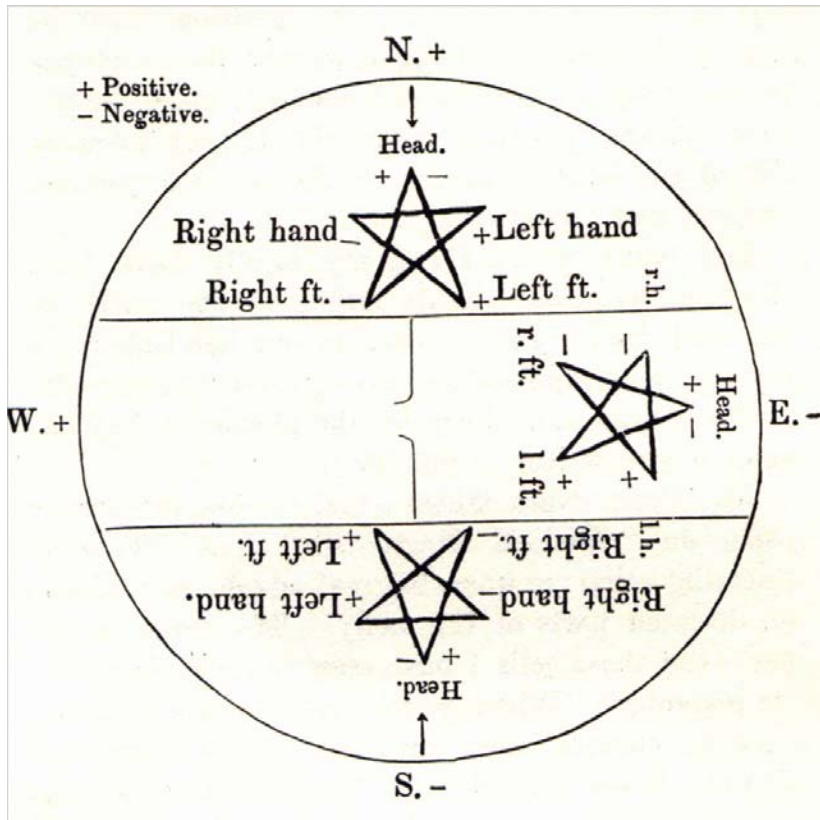 N. +
+ Positive.
– Negative.
Head.
+ –
Right hand – + Left hand
Right ft. – + Left ft.
r.h.
r. ft. – –
W. +
+ Head. –
E. –
l. ft. + +
l.h.
+ Left ft. – Right ft.
+ Left hand. – Right hand
– +
Head.
S. –